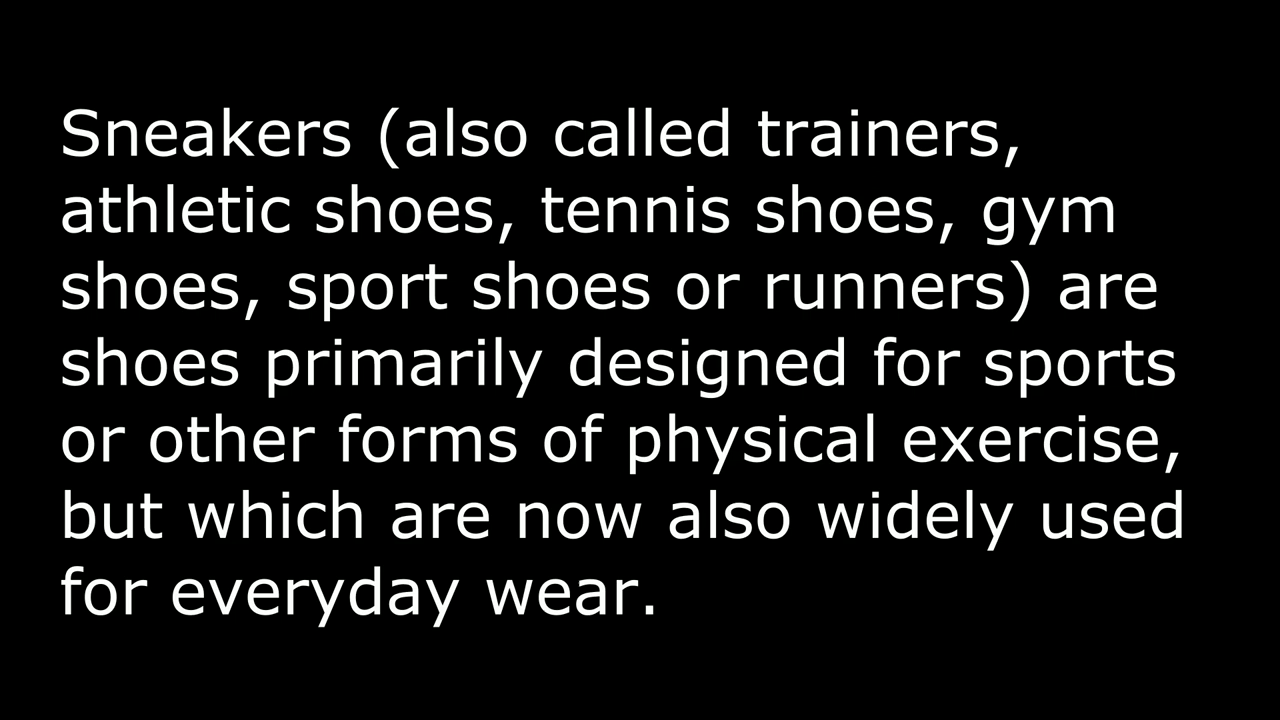 Sneakers (also called trainers,
athletic shoes, tennis shoes, gym
shoes, sport shoes or runners) are
shoes primarily designed for sports
or other forms of physical exercise,
but which are now also widely used
for everyday wear.